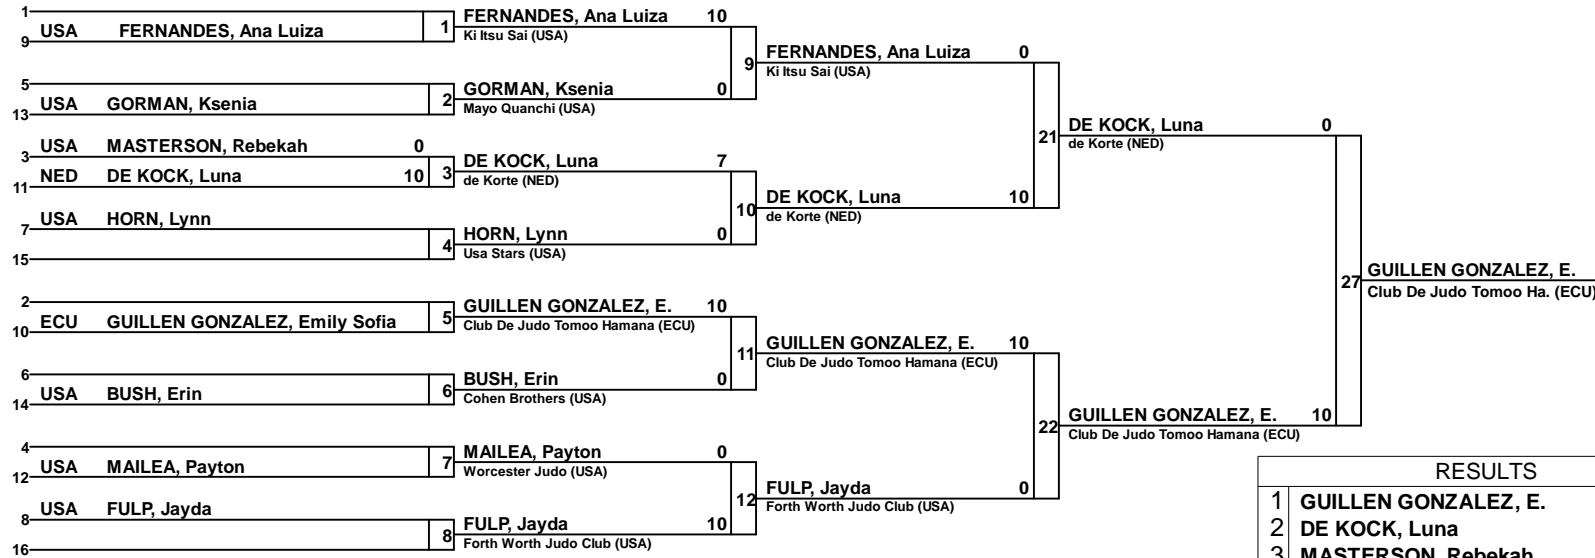 1
USA FERNANDES, Ana Luiza
9
1
FERNANDES, Ana Luiza 10
Ki Itsu Sai (USA)
9
FERNANDES, Ana Luiza 0
Ki Itsu Sai (USA)
5
USA GORMAN, Ksenia
13
2
GORMAN, Ksenia 0
Mayo Quanchi (USA)
21
DE KOCK, Luna 0
de Korte (NED)
USA MASTERSON, Rebekah 0
3
NED DE KOCK, Luna 10
11
3
DE KOCK, Luna 7
de Korte (NED)
10
DE KOCK, Luna 10
de Korte (NED)
USA HORN, Lynn
7
15
4
HORN, Lynn 0
Usa Stars (USA)
27
GUILLEN GONZALEZ, E.
Club De Judo Tomoo Ha. (ECU)
2
ECU GUILLEN GONZALEZ, Emily Sofia
10
5
GUILLEN GONZALEZ, E. 10
Club De Judo Tomoo Hamana (ECU)
11
GUILLEN GONZALEZ, E. 10
Club De Judo Tomoo Hamana (ECU)
6
USA BUSH, Erin
14
6
BUSH, Erin 0
Cohen Brothers (USA)
22
GUILLEN GONZALEZ, E. 10
Club De Judo Tomoo Hamana (ECU)
4
USA MAILEA, Payton
12
7
MAILEA, Payton 0
Worcester Judo (USA)
12
FULP, Jayda 0
Forth Worth Judo Club (USA)
USA FULP, Jayda
8
16
8
FULP, Jayda 10
Forth Worth Judo Club (USA)
RESULTS
1 GUILLEN GONZALEZ, E.
2 DE KOCK, Luna
3 MASTERSON, Rebekah